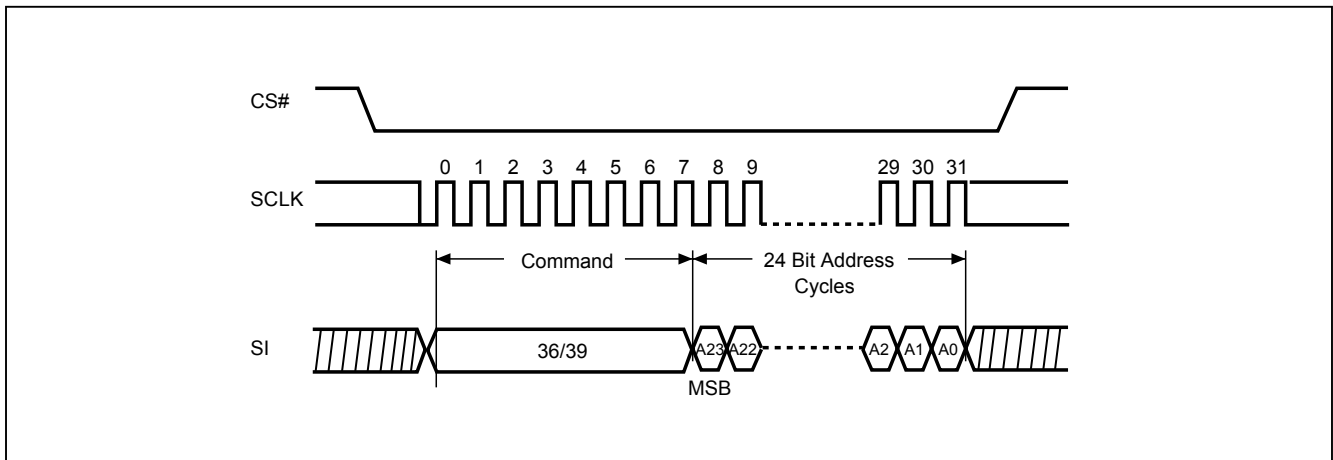 CS#
0 1 2 3 4 5 6 7 8 9 29 30 31
SCLK
Command
24 Bit Address
Cycles
SI
36/39
A23 A22 A2 A1 A0
MSB